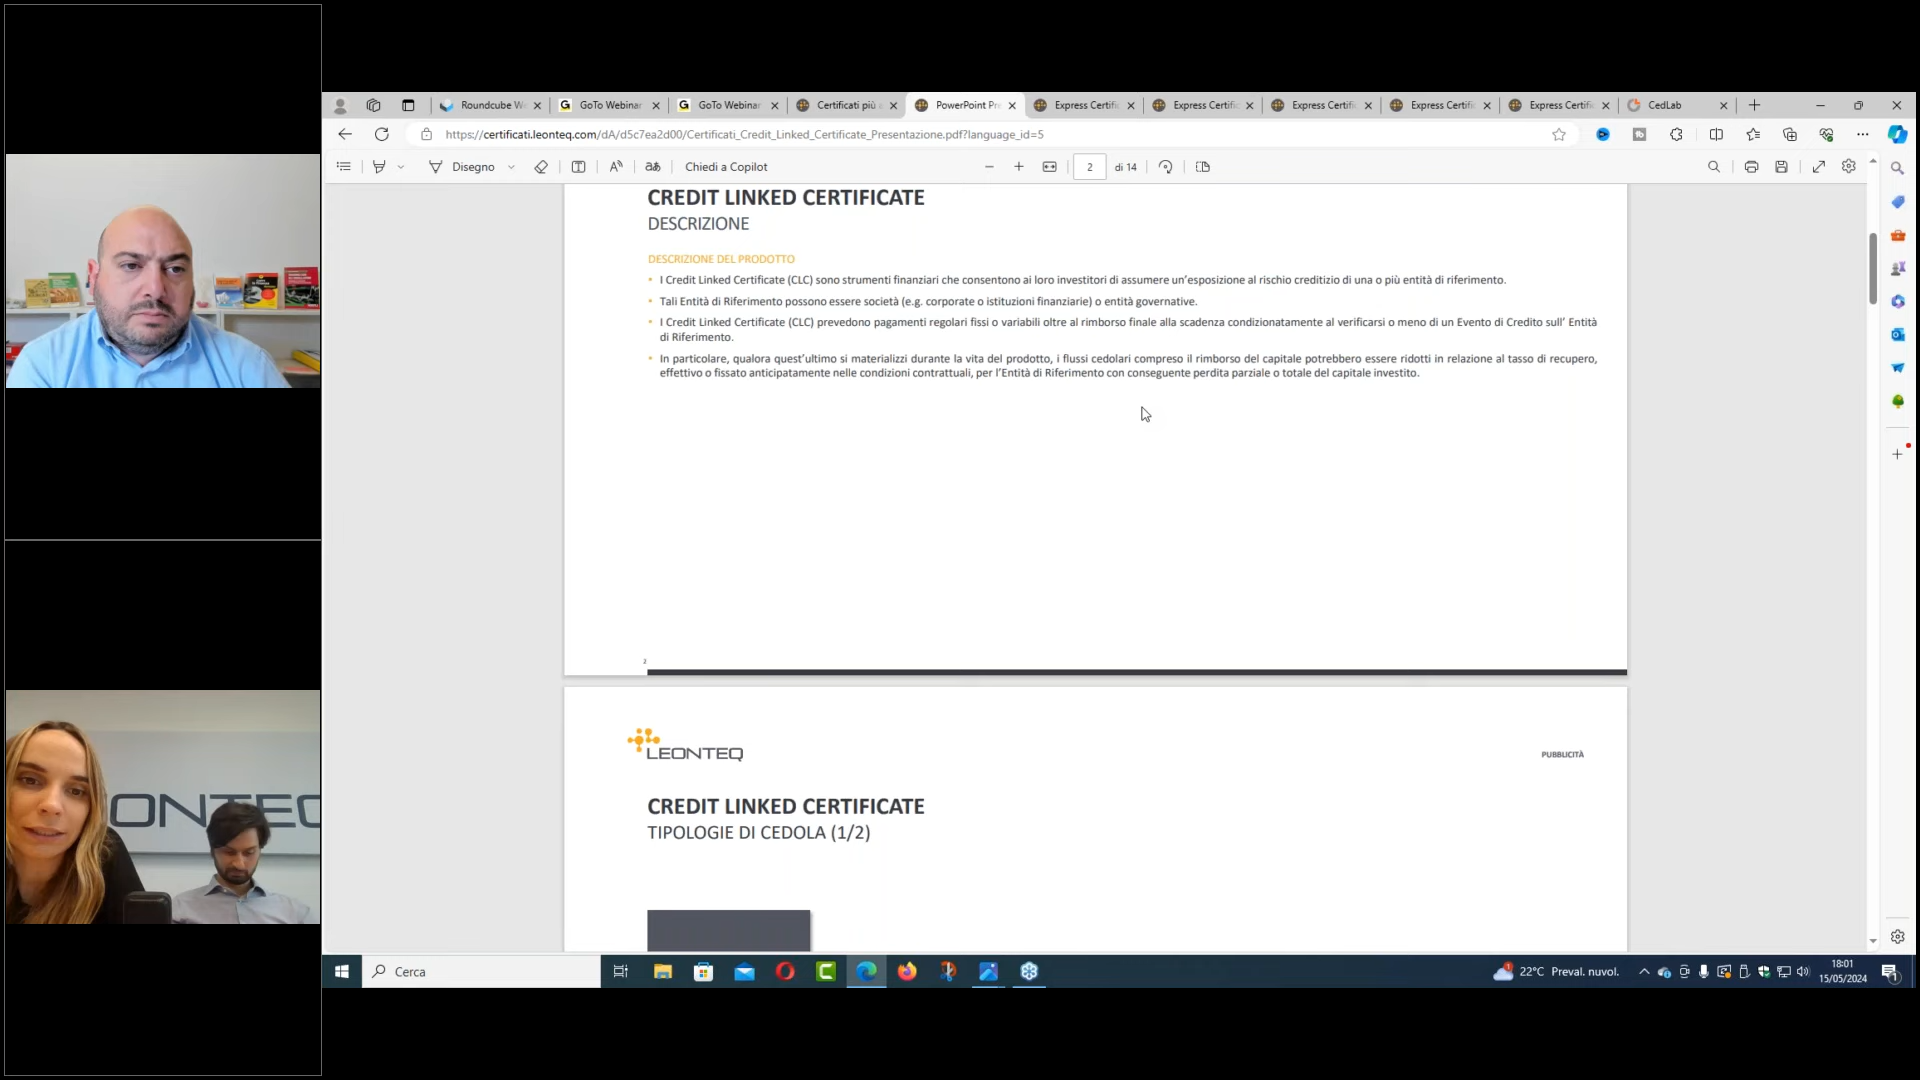 Roundcube We
GoTo Webinar
GoTo Webinar
Certificati più a
PowerPoint Pre
Express Certific
Express Certific
Express Certific
Express Certific
Express Certific
CedLab
https://certificati.leonteq.com/dA/d5c7ea2d00/Certificati_Credit_Linked_Certificate_Presentazione.pdf?language_id=5
Disegno
Chiedi a Copilot
2 di 14
CREDIT LINKED CERTIFICATE
DESCRIZIONE
DESCRIZIONE DEL PRODOTTO
• I Credit Linked Certificate (CLC) sono strumenti finanziari che consentono ai loro investitori di assumere un'esposizione al rischio creditizio di una o più entità di riferimento.
• Tali Entità di Riferimento possono essere società (e.g. corporate o istituzioni finanziarie) o entità governative.
• I Credit Linked Certificate (CLC) prevedono pagamenti regolari fissi o variabili oltre al rimborso finale alla scadenza condizionatamente al verificarsi o meno di un Evento di Credito sull' Entità
di Riferimento.
• In particolare, qualora quest'ultimo si materializzi durante la vita del prodotto, i flussi cedolari compreso il rimborso del capitale potrebbero essere ridotti in relazione al tasso di recupero,
effettivo o fissato anticipatamente nelle condizioni contrattuali, per l'Entità di Riferimento con conseguente perdita parziale o totale del capitale investito.
2
LEONTEQ
PUBBLICITÀ
CREDIT LINKED CERTIFICATE
TIPOLOGIE DI CEDOLA (1/2)
LEONTEQ
Cerca
22°C Preval. nuvol.
18:01
15/05/2024